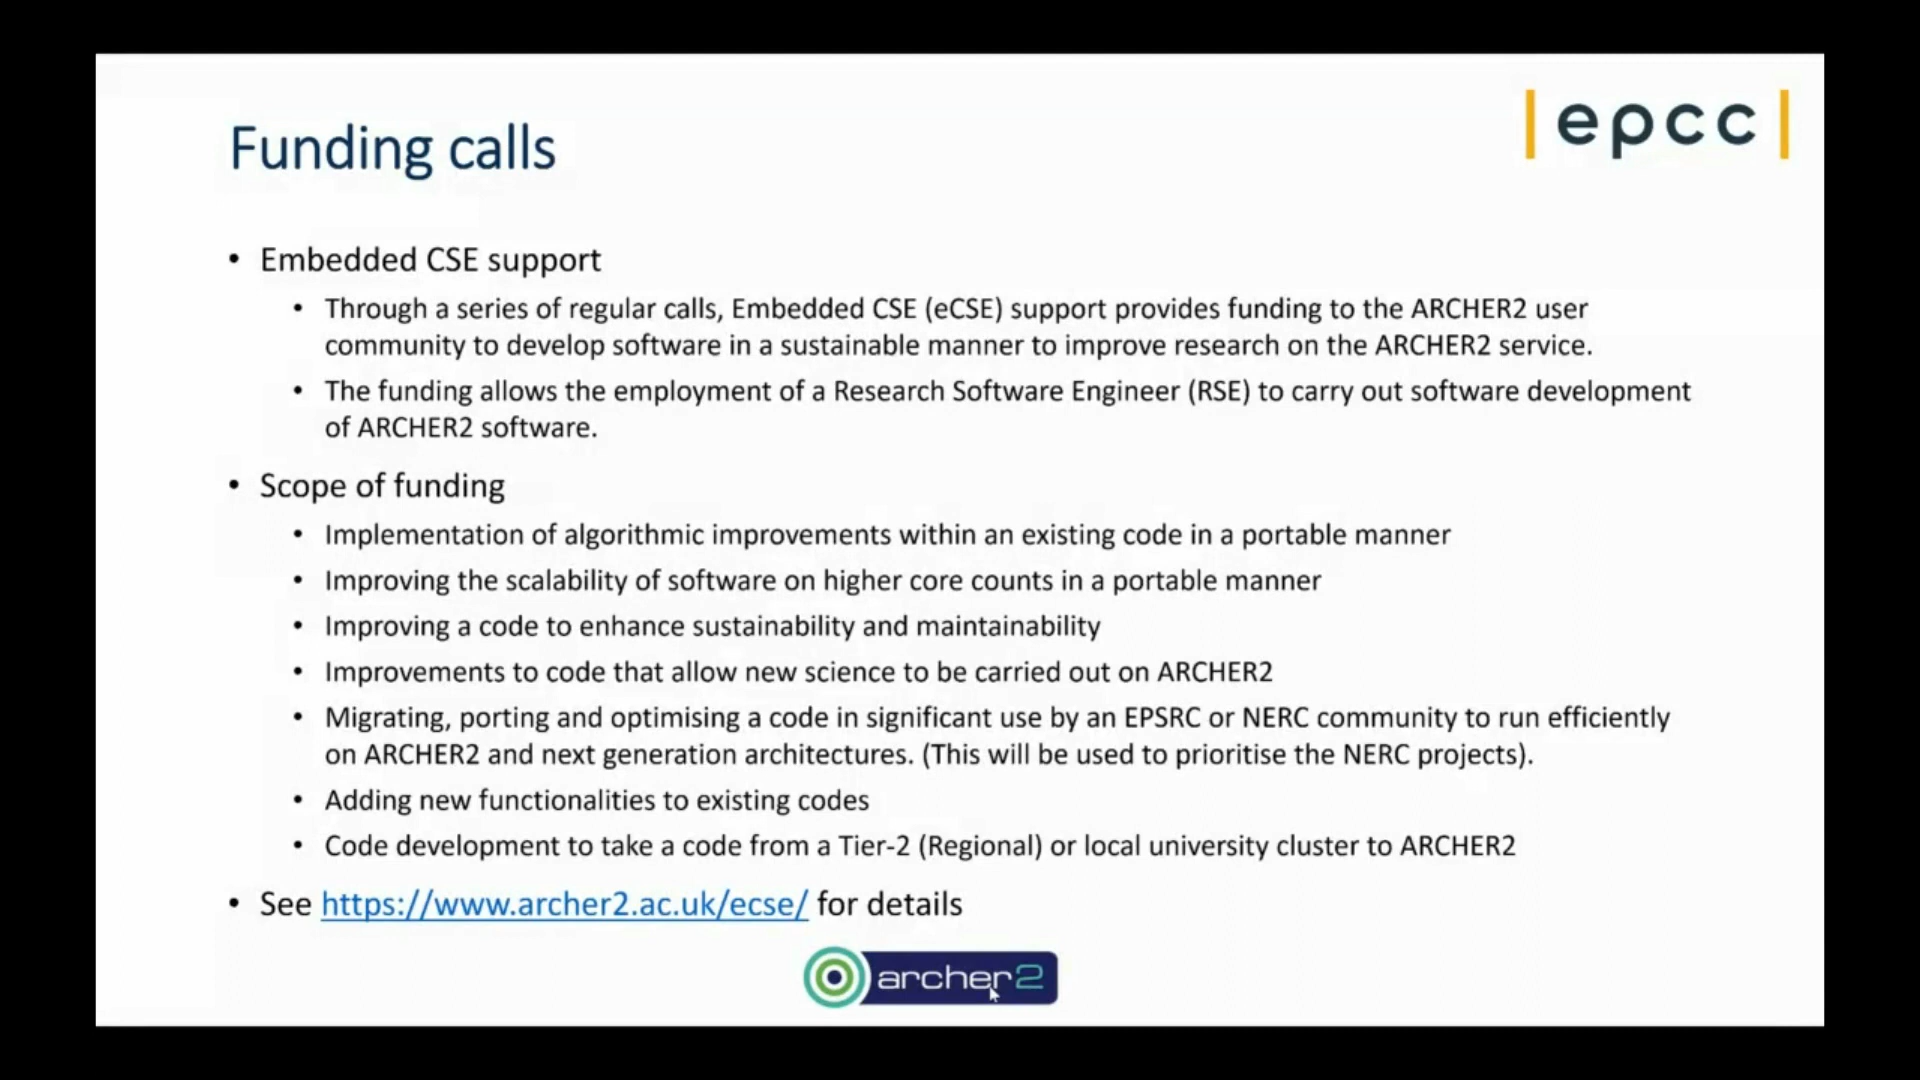 Funding calls
|epcc|
• Embedded CSE support
• Through a series of regular calls, Embedded CSE (eCSE) support provides funding to the ARCHER2 user
community to develop software in a sustainable manner to improve research on the ARCHER2 service.
• The funding allows the employment of a Research Software Engineer (RSE) to carry out software development
of ARCHER2 software.
• Scope of funding
• Implementation of algorithmic improvements within an existing code in a portable manner
• Improving the scalability of software on higher core counts in a portable manner
• Improving a code to enhance sustainability and maintainability
• Improvements to code that allow new science to be carried out on ARCHER2
• Migrating, porting and optimising a code in significant use by an EPSRC or NERC community to run efficiently
on ARCHER2 and next generation architectures. (This will be used to prioritise the NERC projects).
• Adding new functionalities to existing codes
• Code development to take a code from a Tier-2 (Regional) or local university cluster to ARCHER2
• See https://www.archer2.ac.uk/ecse/ for details
archer2